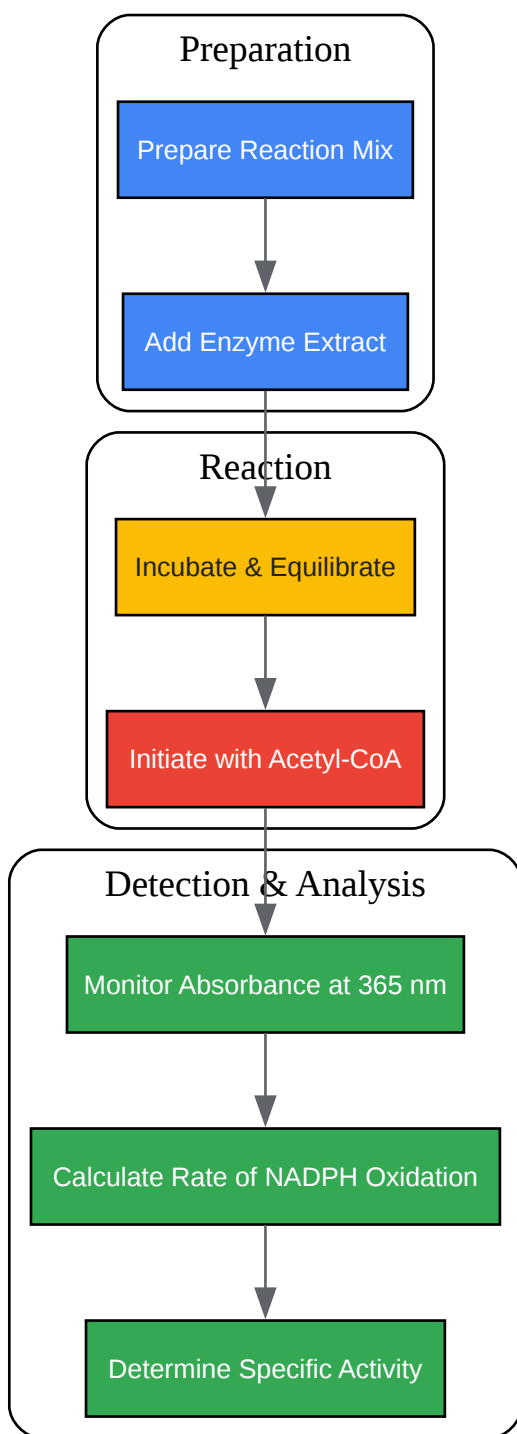 Preparation
Prepare Reaction Mix
Add Enzyme Extract
Reaction
Incubate & Equilibrate
Initiate with Acetyl-CoA
Detection & Analysis
Monitor Absorbance at 365 nm
Calculate Rate of NADPH Oxidation
Determine Specific Activity